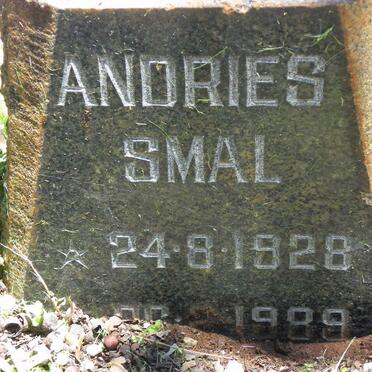 ANDRIES
SMAL
☆ 24·8·1928
1989